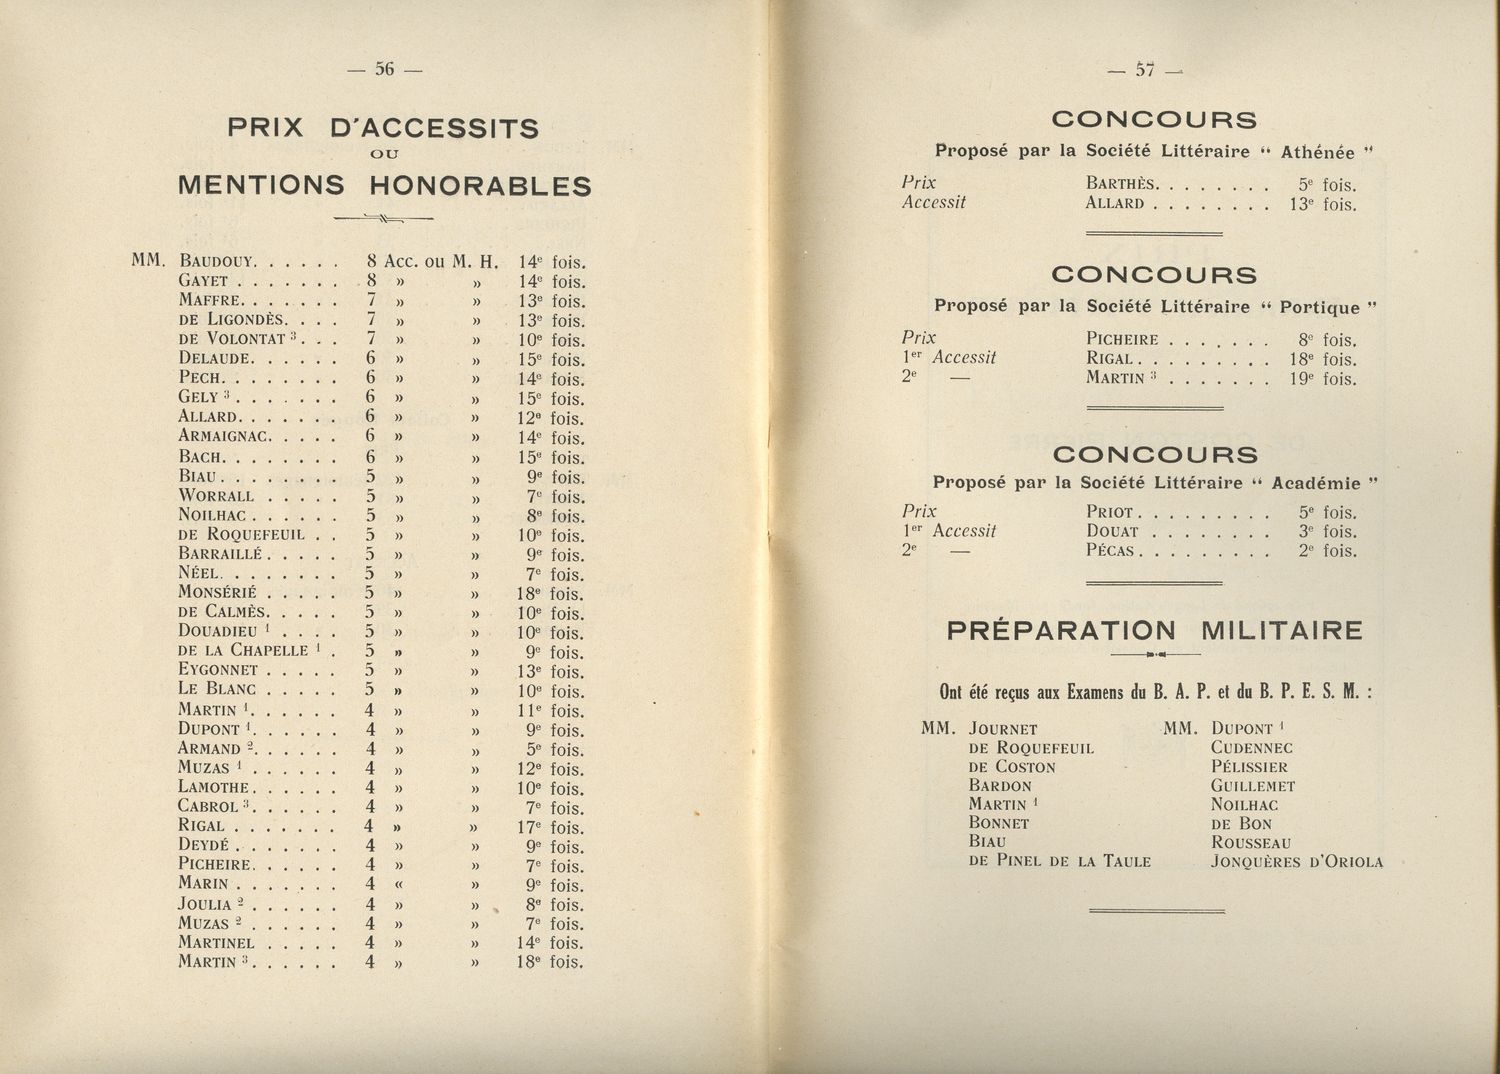 — 56 —
PRIX D'ACCESSITS
OU
MENTIONS HONORABLES
MM. BAUDOUY. . . . . . 8 Acc. ou M. H. 14e fois.
GAYET . . . . . . . 8 » » 14e fois.
MAFFRE. . . . . . . 7 » » 13e fois.
DE LIGONDÈS. . . . 7 » » 13e fois.
DE VOLONTAT 3. . . 7 » » 10e fois.
DELAUDE. . . . . . 6 » » 15e fois.
PECH. . . . . . . . 6 » » 14e fois.
GELY 3 . . . . . . . 6 » » 15e fois.
ALLARD. . . . . . . 6 » » 12e fois.
ARMAIGNAC. . . . . 6 » » 14e fois.
BACH. . . . . . . . 6 » » 15e fois.
BIAU . . . . . . . . 5 » » 9e fois.
WORRALL . . . . . 5 » » 7e fois.
NOILHAC . . . . . . 5 » » 8e fois.
DE ROQUEFEUIL . . 5 » » 10e fois.
BARRAILLÉ . . . . . 5 » » 9e fois.
NÉEL. . . . . . . . 5 » » 7e fois.
MONSÉRIÉ . . . . . 5 » » 18e fois.
DE CALMÈS. . . . . 5 » » 10e fois.
DOUADIEU 1 . . . . 5 » » 10e fois.
DE LA CHAPELLE 1 . 5 » » 9e fois.
EYGONNET . . . . . 5 » » 13e fois.
LE BLANC . . . . . 5 » » 10e fois.
MARTIN 1. . . . . . 4 » » 11e fois.
DUPONT 1. . . . . . 4 » » 9e fois.
ARMAND 2. . . . . . 4 » » 5e fois.
MUZAS 1 . . . . . . 4 » » 12e fois.
LAMOTHE. . . . . . 4 » » 10e fois.
CABROL 3. . . . . . 4 » » 7e fois.
RIGAL . . . . . . . 4 » » 17e fois.
DEYDÉ . . . . . . . 4 » » 9e fois.
PICHEIRE. . . . . . 4 » » 7e fois.
MARIN . . . . . . . 4 « » 9e fois.
JOULIA 2 . . . . . . 4 » » 8e fois.
MUZAS 2 . . . . . . 4 » » 7e fois.
MARTINEL . . . . . 4 » » 14e fois.
MARTIN 3. . . . . . 4 » » 18e fois.
— 57 —
CONCOURS
Proposé par la Société Littéraire “ Athénée ”
Prix BARTHÈS. . . . . . . . 5e fois.
Accessit ALLARD . . . . . . . . 13e fois.
CONCOURS
Proposé par la Société Littéraire “ Portique ”
Prix PICHEIRE . . . . . . . 8e fois.
1er Accessit RIGAL. . . . . . . . . 18e fois.
2e — MARTIN 3 . . . . . . . 19e fois.
CONCOURS
Proposé par la Société Littéraire “ Académie ”
Prix PRIOT. . . . . . . . . 5e fois.
1er Accessit DOUAT . . . . . . . . 3e fois.
2e — PÉCAS. . . . . . . . . 2e fois.
PRÉPARATION MILITAIRE
Ont été reçus aux Examens du B. A. P. et du B. P. E. S. M. :
MM. JOURNET MM. DUPONT 1
DE ROQUEFEUIL CUDENNEC
DE COSTON PÉLISSIER
BARDON GUILLEMET
MARTIN 1 NOILHAC
BONNET DE BON
BIAU ROUSSEAU
DE PINEL DE LA TAULE JONQUÈRES D'ORIOLA